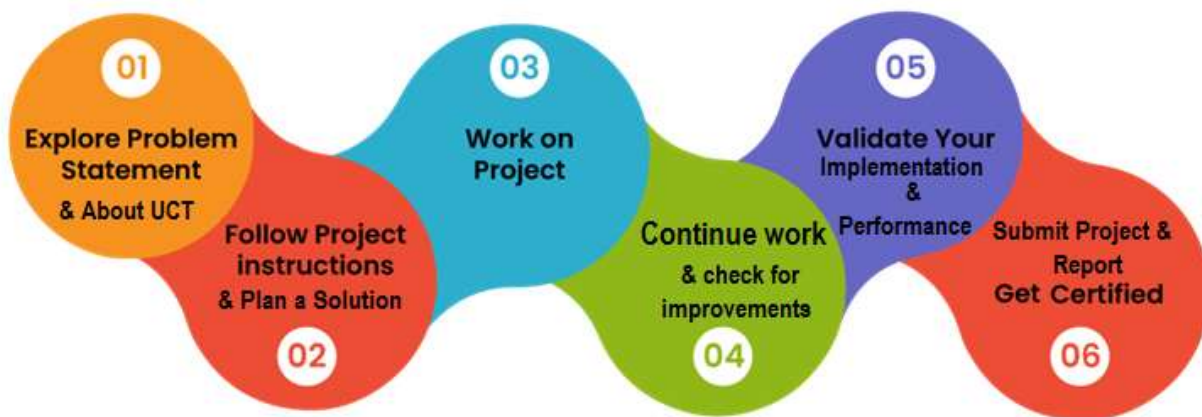 01
Explore Problem
Statement
& About UCT
Follow Project
instructions
& Plan a Solution
02
03
Work on
Project
Continue work
& check for
improvements
04
05
Validate Your
Implementation
&
Performance
Submit Project &
Report
Get Certified
06